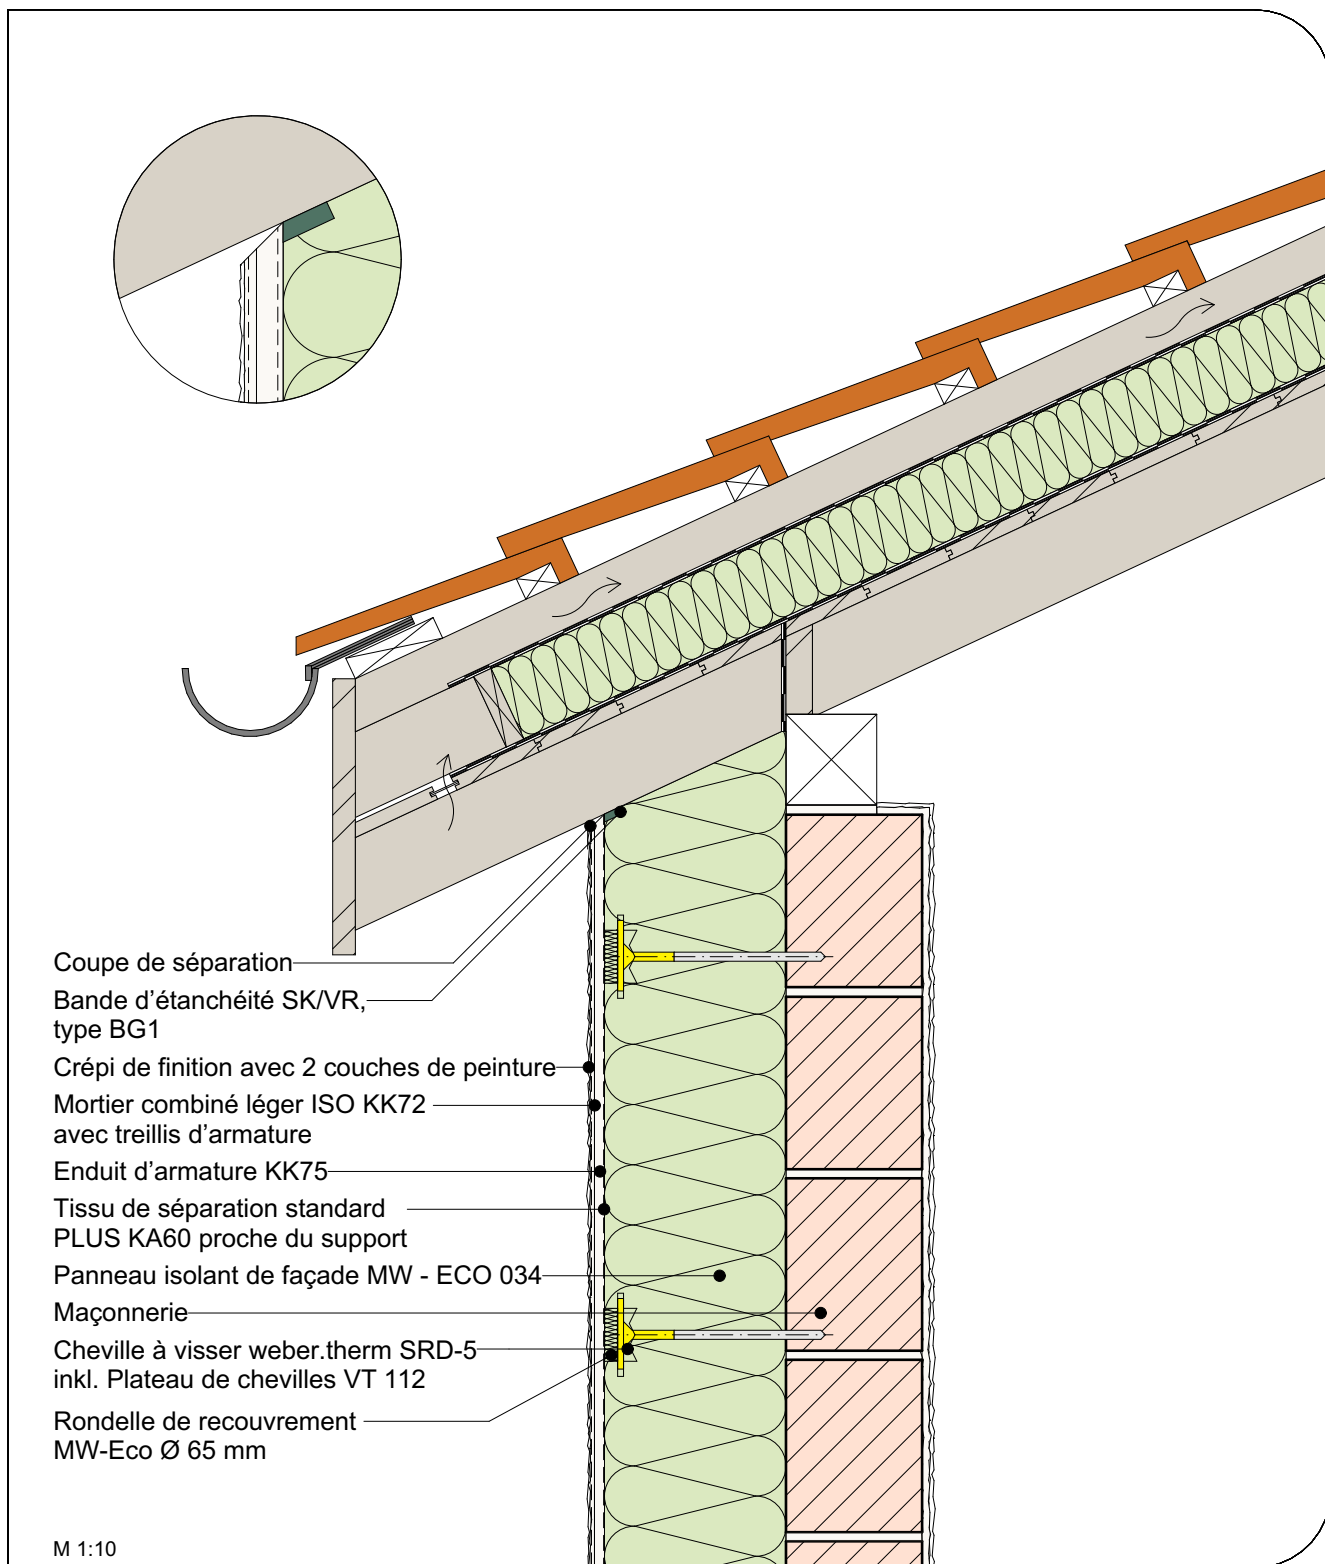 Coupe de séparation
Bande d’étanchéité SK/VR,
type BG1
Crépi de finition avec 2 couches de peinture
Mortier combiné léger ISO KK72
avec treillis d’armature
Enduit d’armature KK75
Tissu de séparation standard
PLUS KA60 proche du support
Panneau isolant de façade MW - ECO 034
Maçonnerie
Cheville à visser weber.therm SRD-5
inkl. Plateau de chevilles VT 112
Rondelle de recouvrement
MW-Eco Ø 65 mm
M 1:10